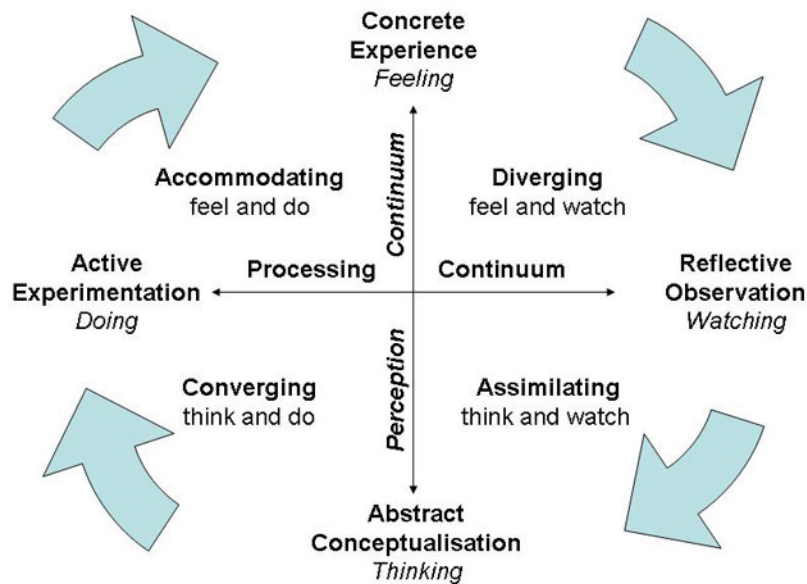 Concrete
Experience
Feeling
Continuum
Accommodating
feel and do
Diverging
feel and watch
Active
Experimentation
Doing
Processing
Continuum
Reflective
Observation
Watching
Perception
Converging
think and do
Assimilating
think and watch
Abstract
Conceptualisation
Thinking